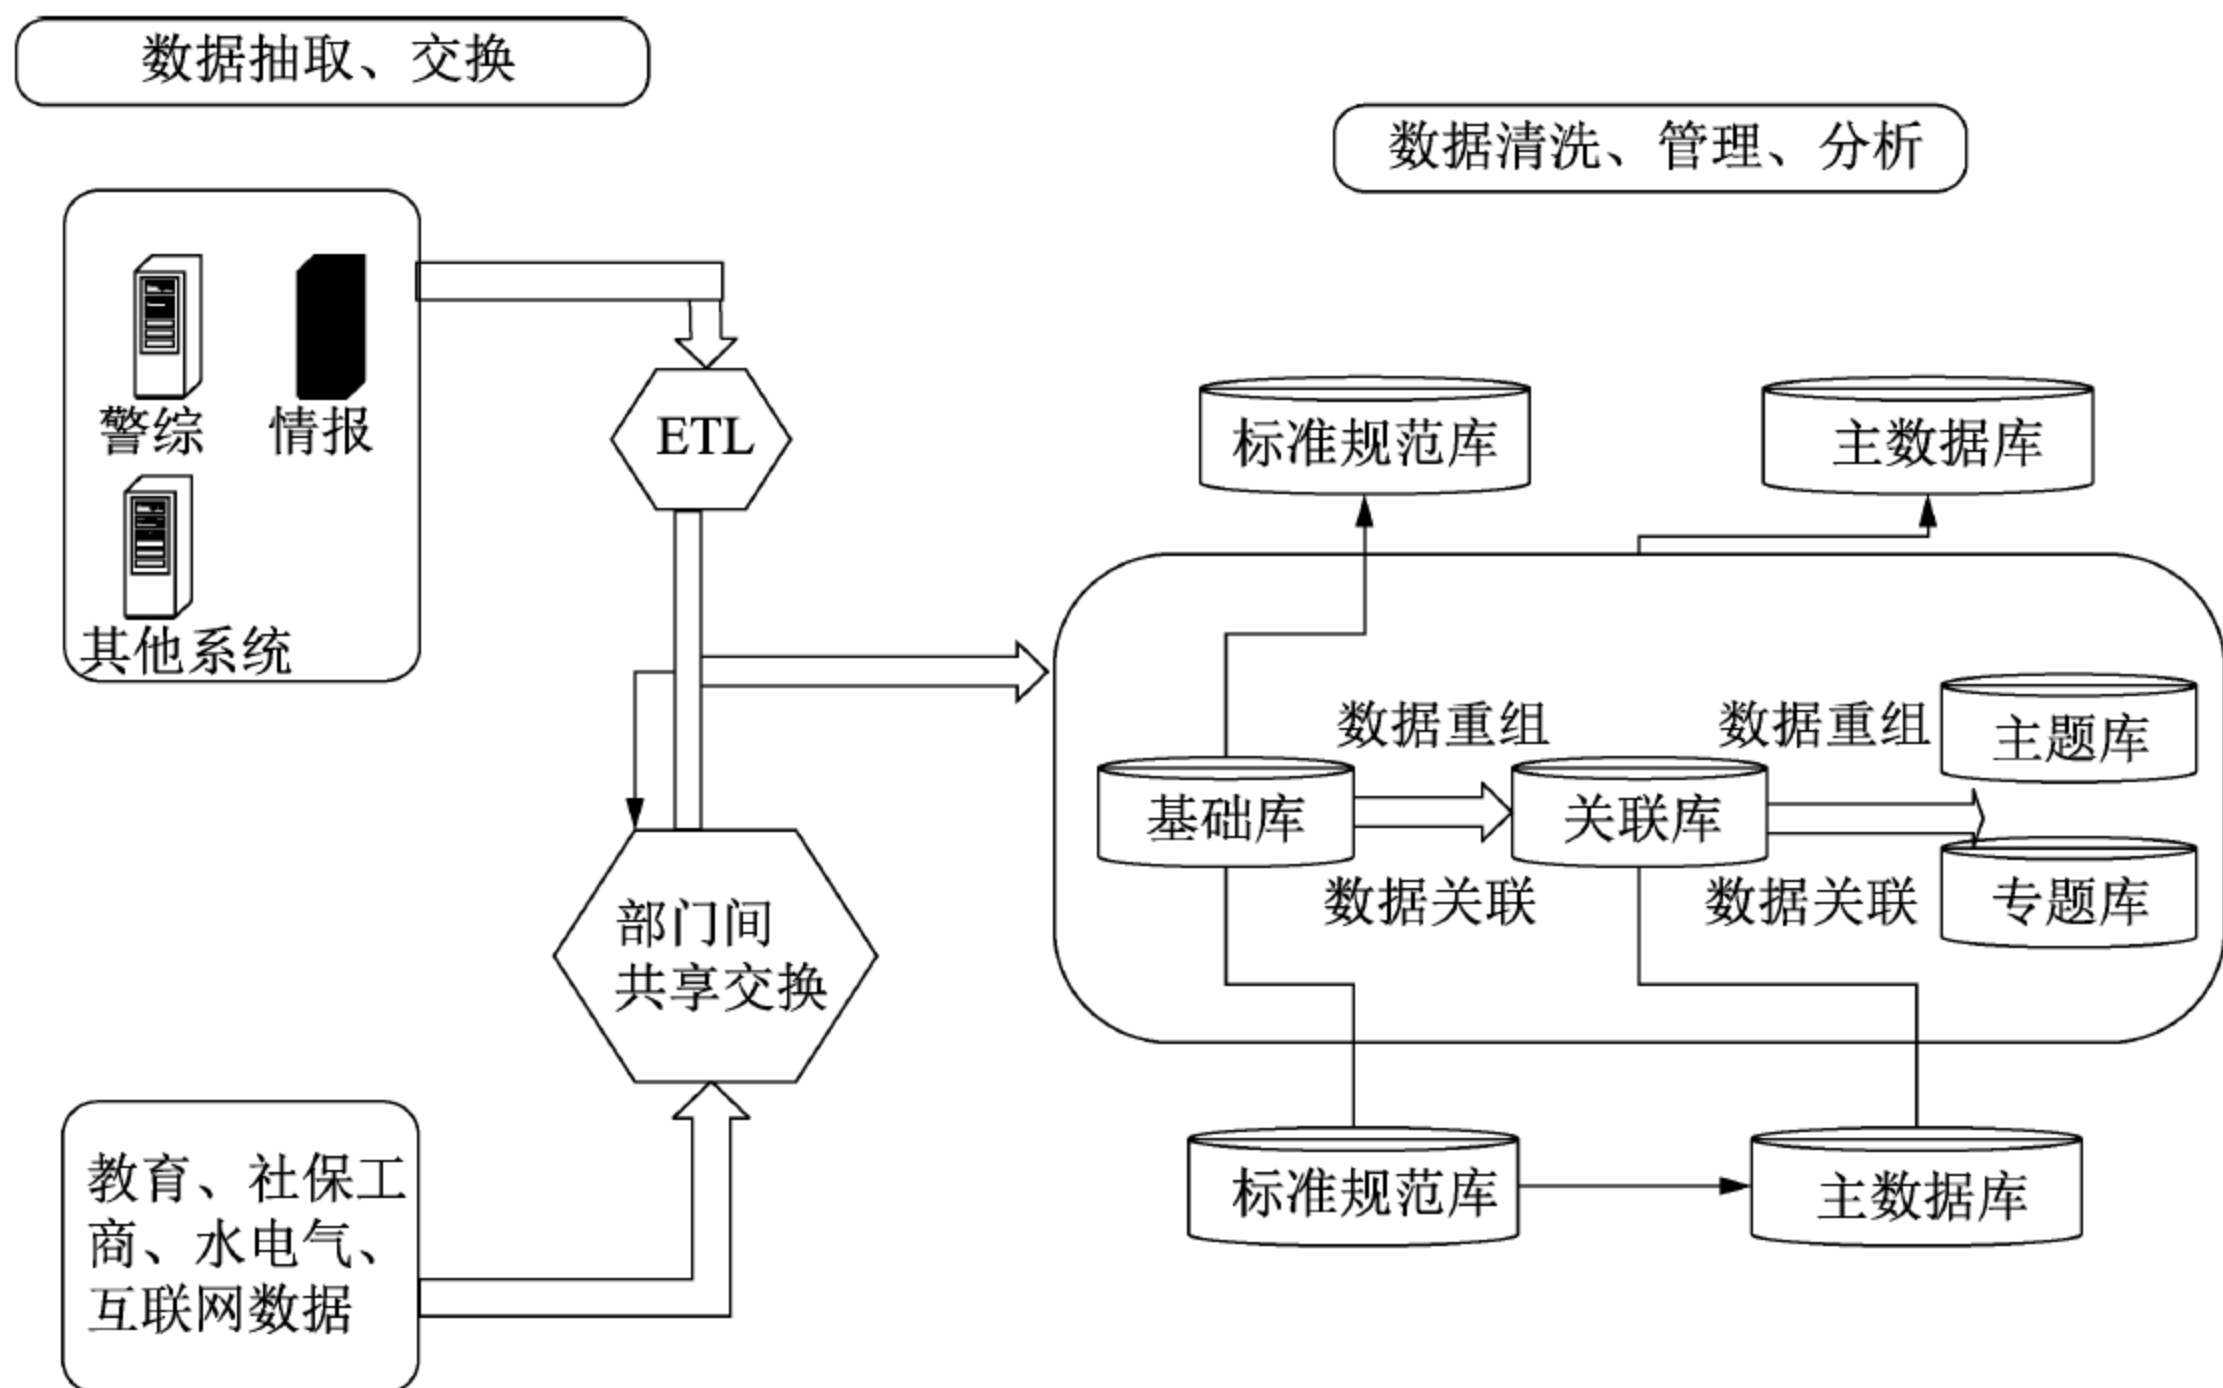 数据抽取、交换
数据清洗、管理、分析
警综
情报
其他系统
ETL
部门间
共享交换
教育、社保工
商、水电气、
互联网数据
标准规范库
主数据库
数据重组
数据重组
主题库
基础库
关联库
数据关联
数据关联
专题库
标准规范库
主数据库